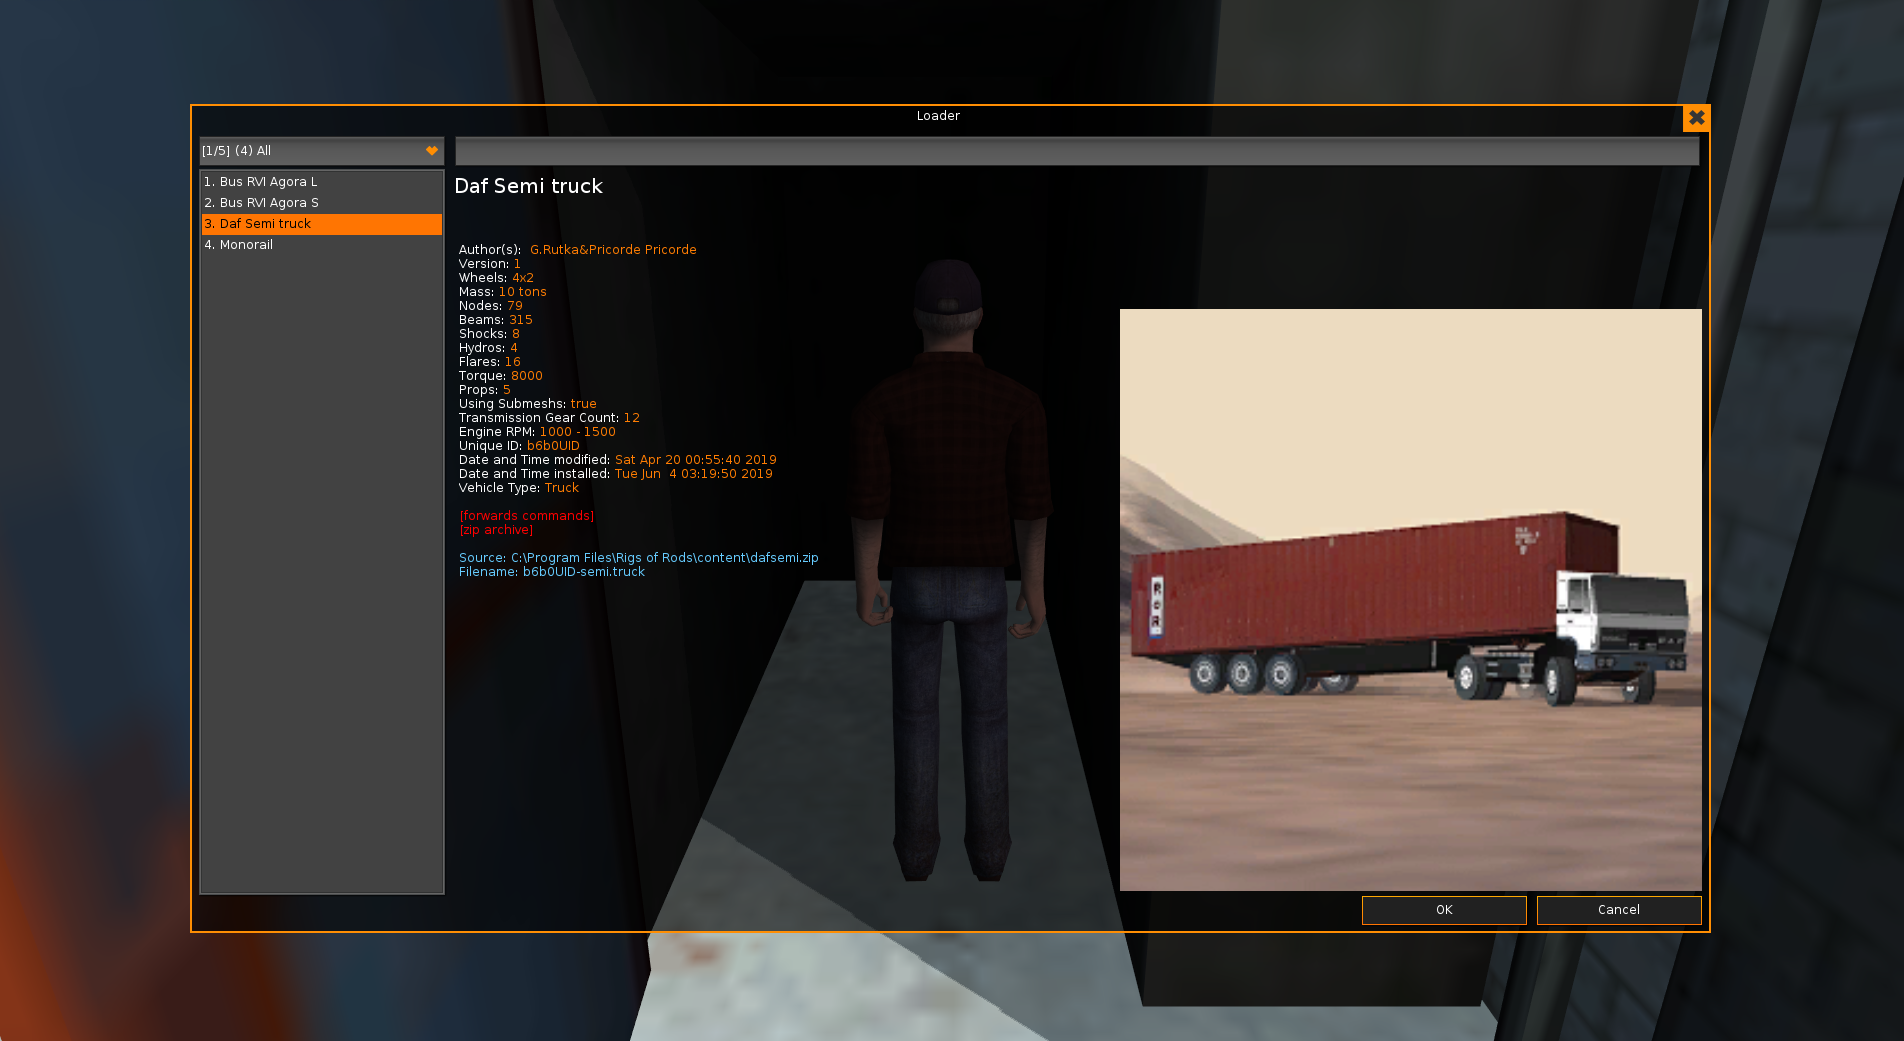 Loader
[1/5] (4) All
1. Bus RVI Agora L
2. Bus RVI Agora S
3. Daf Semi truck
4. Monorail
Daf Semi truck
Author(s): G.Rutka&Pricorde Pricorde
Version: 1
Wheels: 4x2
Mass: 10 tons
Nodes: 79
Beams: 315
Shocks: 8
Hydros: 4
Flares: 16
Torque: 8000
Props: 5
Using Submeshs: true
Transmission Gear Count: 12
Engine RPM: 1000 - 1500
Unique ID: b6b0UID
Date and Time modified: Sat Apr 20 00:55:40 2019
Date and Time installed: Tue Jun 4 03:19:50 2019
Vehicle Type: Truck
[forwards commands]
[zip archive]
Source: C:\Program Files\Rigs of Rods\content\dafsemi.zip
Filename: b6b0UID-semi.truck
RoR
DAF
OK
Cancel